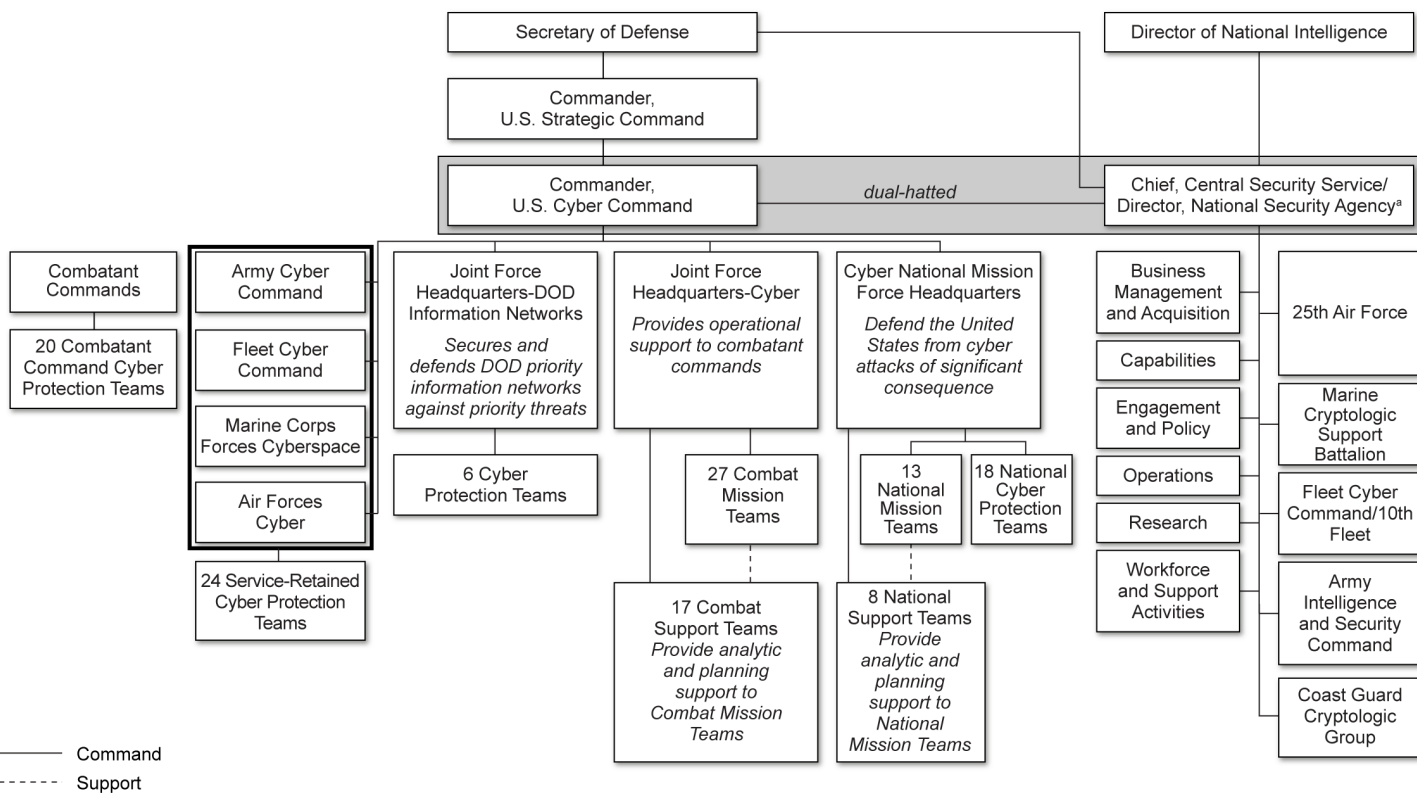 Secretary of Defense
Director of National Intelligence
Commander,
U.S. Strategic Command
Commander,
U.S. Cyber Command
dual-hatted
Chief, Central Security Service/
Director, National Security Agencyᵃ
Combatant
Commands
20 Combatant
Command Cyber
Protection Teams
Army Cyber
Command
Fleet Cyber
Command
Marine Corps
Forces Cyberspace
Air Forces
Cyber
24 Service-Retained
Cyber Protection
Teams
Joint Force
Headquarters-DOD
Information Networks
Secures and
defends DOD priority
information networks
against priority threats
6 Cyber
Protection Teams
Joint Force
Headquarters-Cyber
Provides operational
support to combatant
commands
27 Combat
Mission
Teams
17 Combat
Support Teams
Provide analytic
and planning
support to
Combat Mission
Teams
Cyber National Mission
Force Headquarters
Defend the United
States from cyber
attacks of significant
consequence
13
National
Mission
Teams
18 National
Cyber
Protection
Teams
8 National
Support Teams
Provide
analytic and
planning
support to
National
Mission Teams
Business
Management
and Acquisition
Capabilities
Engagement
and Policy
Operations
Research
Workforce
and Support
Activities
25th Air Force
Marine
Cryptologic
Support
Battalion
Fleet Cyber
Command/10th
Fleet
Army
Intelligence
and Security
Command
Coast Guard
Cryptologic
Group
Command
Support